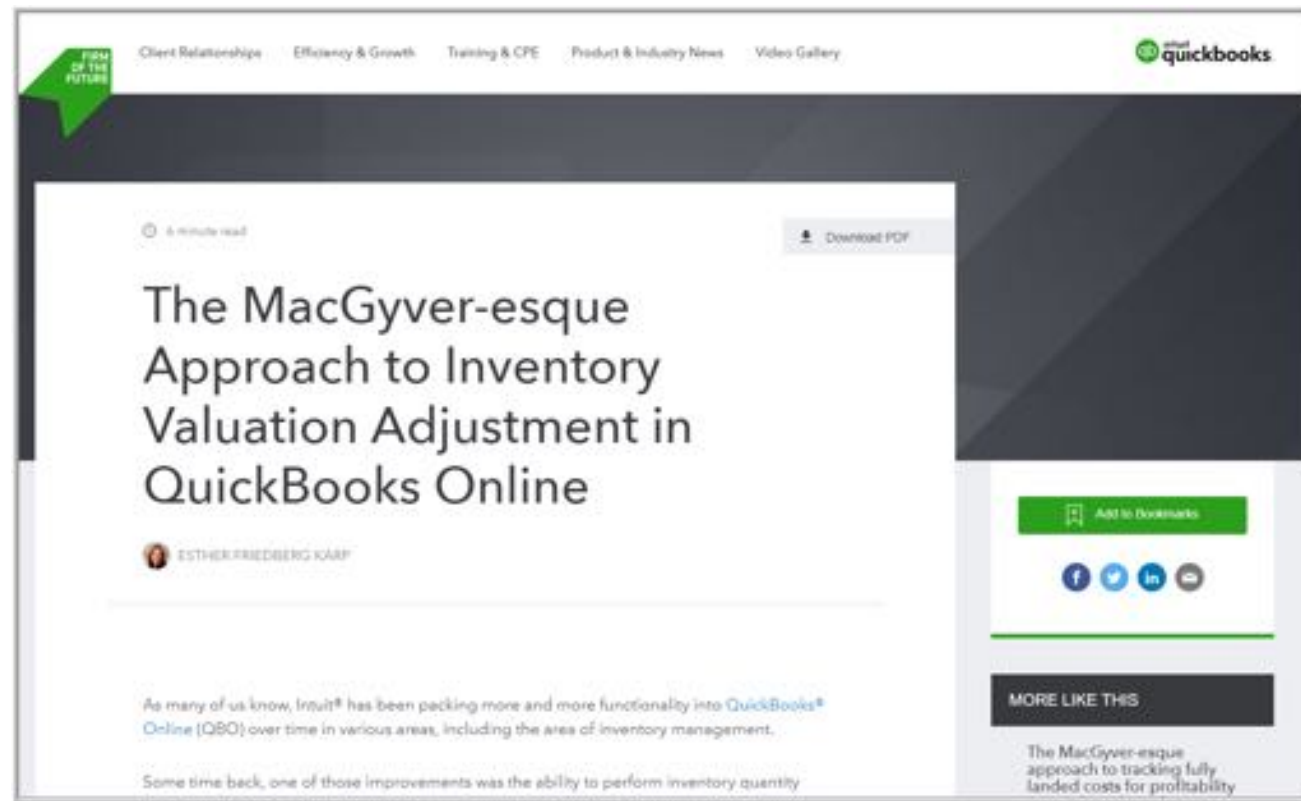 FIRM
OF THE
FUTURE
Client Relationships Efficiency & Growth Training & CPE Product & Industry News Video Gallery
intuit
quickbooks
6 minute read
Download PDF
The MacGyver-esque
Approach to Inventory
Valuation Adjustment in
QuickBooks Online
ESTHER FRIEDBERG KARP
Add to Bookmarks
As many of us know, Intuit® has been packing more and more functionality into QuickBooks®
Online (QBO) over time in various areas, including the area of inventory management.
Some time back, one of those improvements was the ability to perform inventory quantity
MORE LIKE THIS
The MacGyver-esque
approach to tracking fully
landed costs for profitability